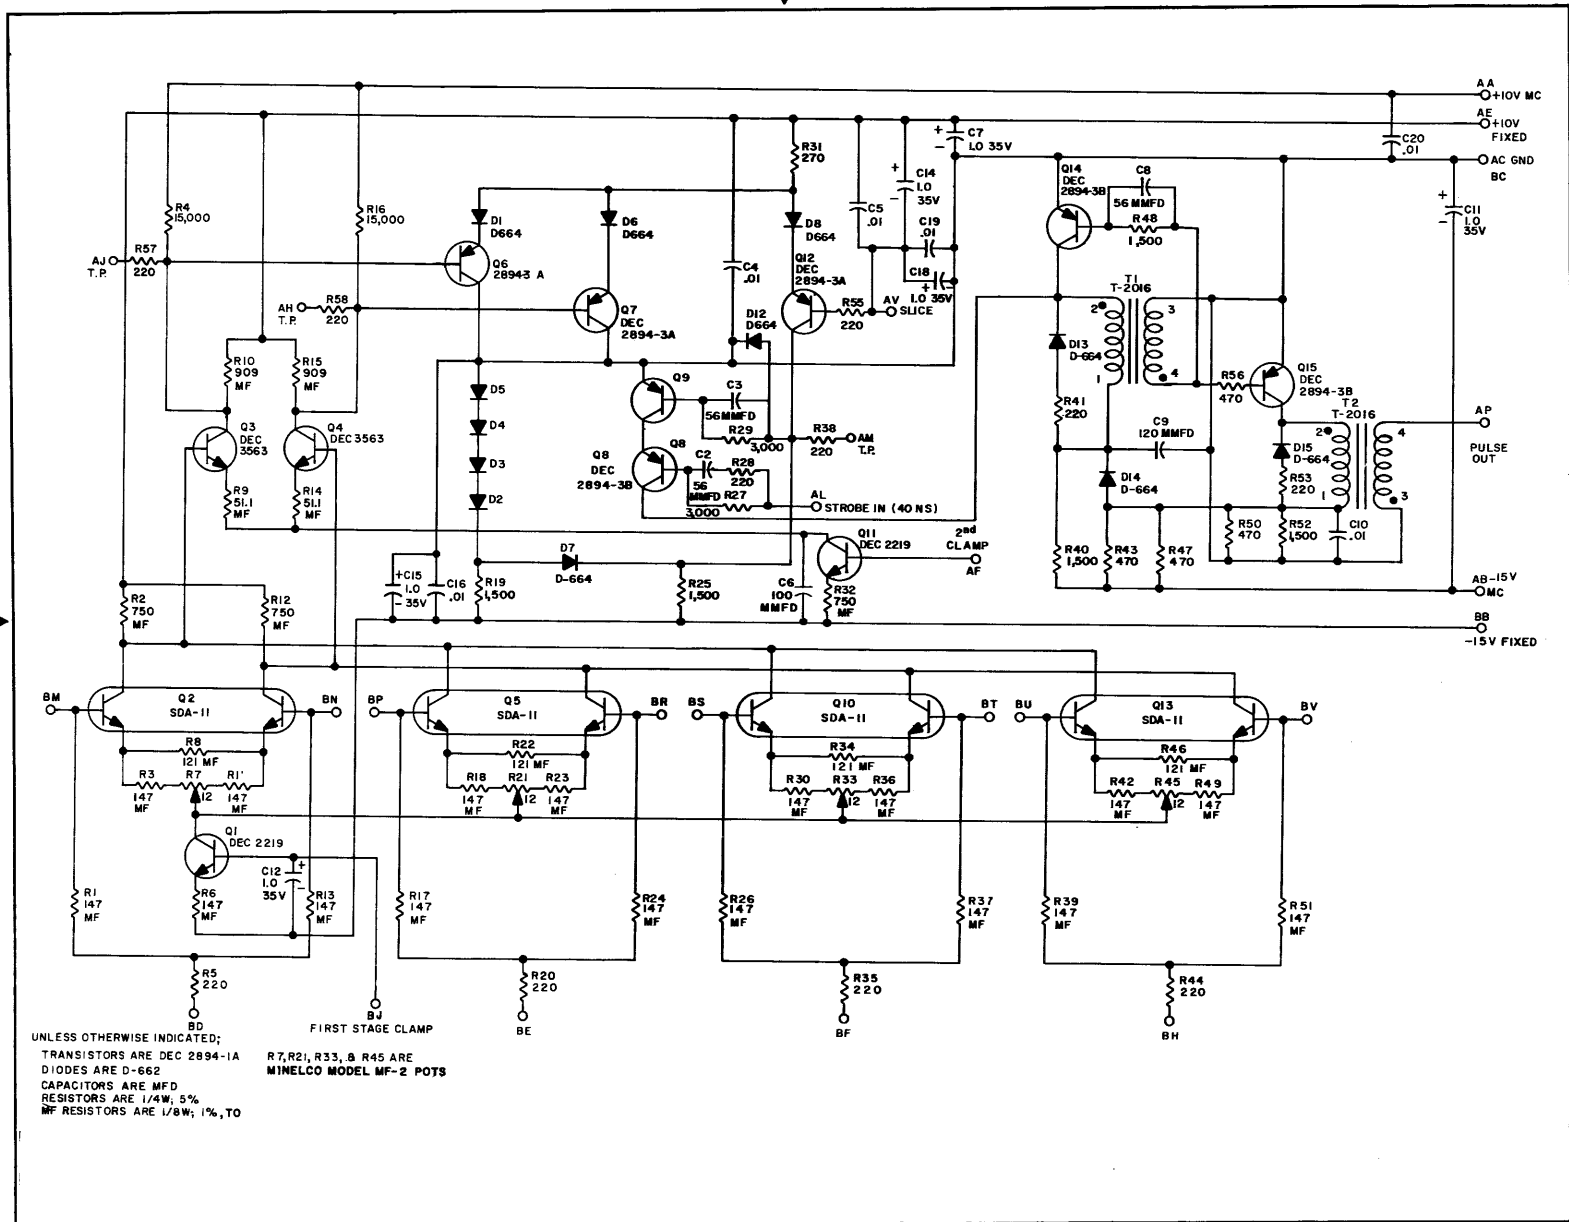 AA
+10V MC
AE
+10V
FIXED
C20
.01
AC GND
BC
C7
1.0 35V
R31
270
C14
1.0
35V
C5
.01
C19
.01
C18
1.0 35V
Q14
DEC
2894-3B
C8
56 MMFD
R48
1,500
C11
1.0
35V
R4
15,000
R16
15,000
D1
D664
D6
D664
D8
D664
Q6
2894-3 A
C4
.01
Q12
DEC
2894-3A
R57
220
AJ
T.P.
R58
220
AH
T.P.
Q7
DEC
2894-3A
D12
D664
R55
220
AV
SLICE
T1
T-2016
2
3
1
4
D13
D-664
R10
909
MF
R15
909
MF
D5
D4
D3
D2
Q9
C3
56MMFD
R29
3,000
R38
220
AM
T.P.
R41
220
R56
470
Q15
DEC
2894-3B
T2
T-2016
2
4
1
3
AP
PULSE
OUT
Q3
DEC
3563
Q4
DEC 3563
Q8
Q8
DEC
2894-3B
C2
56
MMFD
R28
220
R27
3,000
AL
STROBE IN (40 NS)
C9
120 MMFD
D14
D-664
D15
D-664
R53
220
R9
51.1
MF
R14
51.1
MF
Q11
DEC 2219
2nd
CLAMP
AF
R50
470
R52
1,500
C10
.01
D7
D-664
C15
1.0
35V
C16
.01
R19
1,500
R25
1,500
C6
100
MMFD
R32
750
MF
R40
1,500
R43
470
R47
470
AB-15V
MC
BB
-15V FIXED
R2
750
MF
R12
750
MF
BM
Q2
SDA-11
BN
BP
Q5
SDA-11
BR
BS
Q10
SDA-11
BT
BU
Q13
SDA-11
BV
R8
121 MF
R3
147
MF
R7
12
R1'
147
MF
R22
121 MF
R18
147
MF
R21
12
R23
147
MF
R34
121 MF
R30
147
MF
R33
12
R36
147
MF
R46
121 MF
R42
147
MF
R45
12
R49
147
MF
Q1
DEC 2219
C12
1.0
35V
R1
147
MF
R6
147
MF
R13
147
MF
R17
147
MF
R24
147
MF
R26
147
MF
R37
147
MF
R39
147
MF
R51
147
MF
R5
220
BD
R20
220
BE
R35
220
BF
R44
220
BH
BJ
FIRST STAGE CLAMP
UNLESS OTHERWISE INDICATED;
TRANSISTORS ARE DEC 2894-1A
DIODES ARE D-662
CAPACITORS ARE MFD
RESISTORS ARE 1/4W; 5%
MF RESISTORS ARE 1/8W; 1%, TO
R7,R21, R33, & R45 ARE
MINELCO MODEL MF-2 POTS